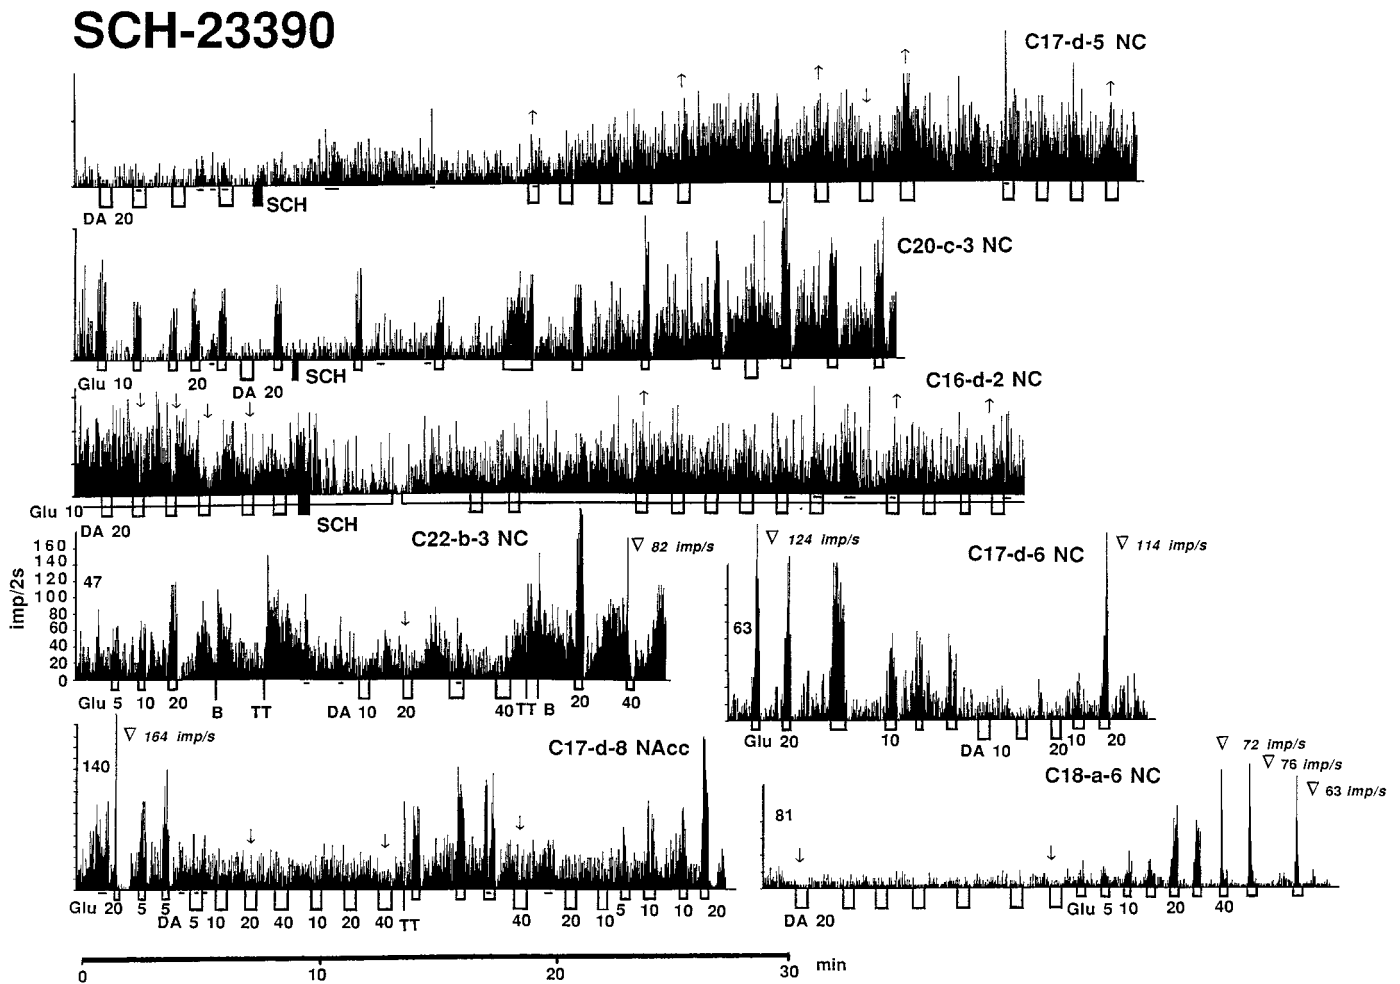 SCH-23390
C17-d-5 NC
SCH
DA 20
C20-c-3 NC
Glu 10 20 SCH
DA 20
C16-d-2 NC
Glu 10
DA 20 SCH
C22-b-3 NC
imp/2s
160
140
120
100
80
60
40
20
0
47
82 imp/s
Glu 5 10 20 B TT DA 10 20 40 TT B 20 40
C17-d-6 NC
124 imp/s
114 imp/s
63
Glu 20 10 DA 10 20 10 20
C17-d-8 NAcc
164 imp/s
140
Glu 20 5 5 DA 5 10 20 40 10 20 40 TT 40 20 10 5 10 10 20
C18-a-6 NC
72 imp/s
76 imp/s
63 imp/s
81
DA 20 Glu 5 10 20 40
0 10 20 30 min